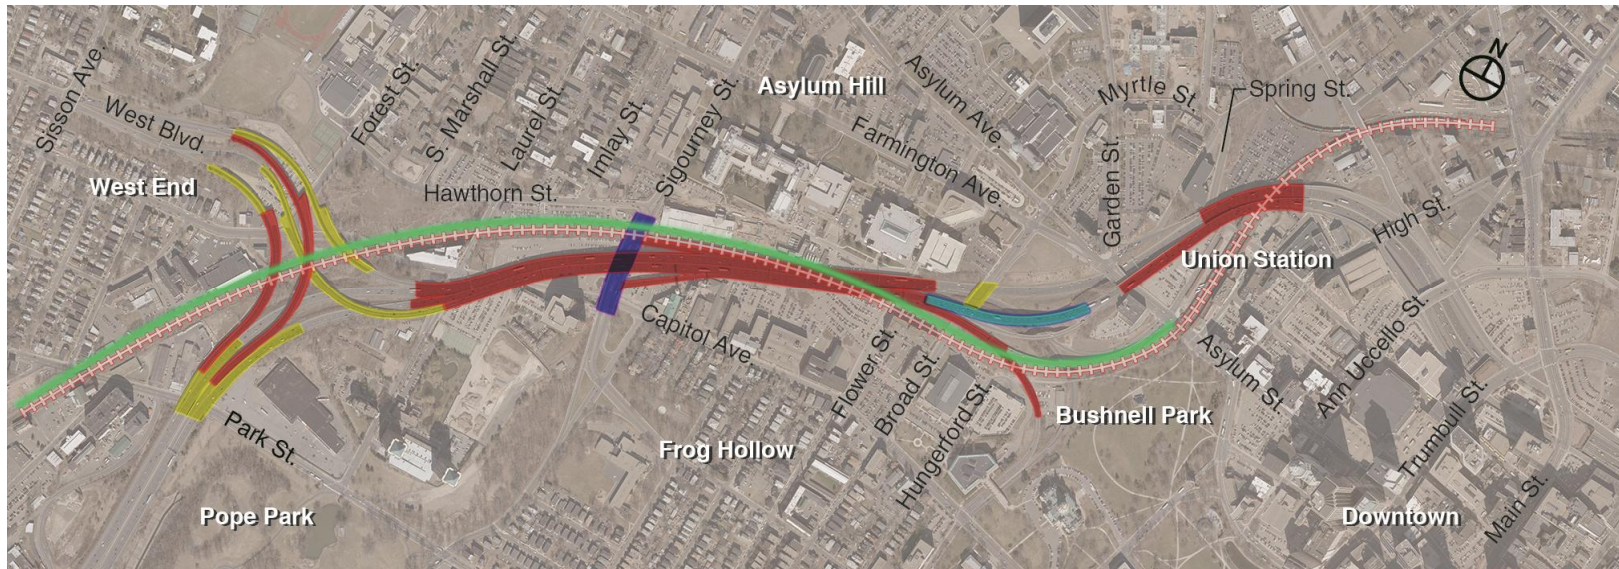 Sisson Ave.
West Blvd.
West End
Forest St.
S. Marshall St.
Laurel St.
Imlay St.
Sigourney St.
Hawthorn St.
Asylum Hill
Asylum Ave.
Farmington Ave.
Myrtle St.
Spring St.
N
Garden St.
Union Station
High St.
Capitol Ave.
Flower St.
Broad St.
Hungerford St.
Bushnell Park
Asylum St.
Ann Uccello St.
Trumbull St.
Main St.
Park St.
Frog Hollow
Pope Park
Downtown